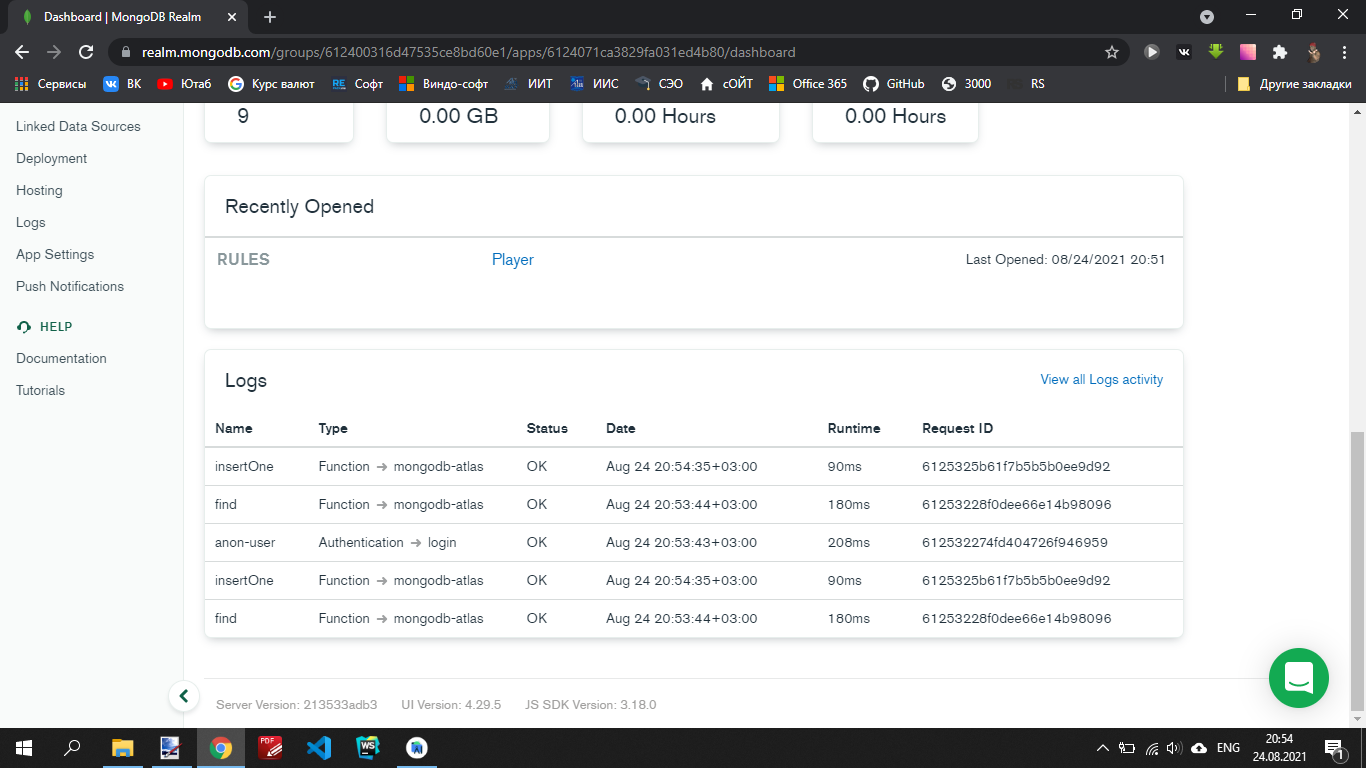 Dashboard | MongoDB Realm
realm.mongodb.com/groups/612400316d47535ce8bd60e1/apps/6124071ca3829fa031ed4b80/dashboard
Сервисы ВК Ютаб Курс валют RE Софт Виндо-софт ИИТ ИИС СЭО сОЙТ Office 365 GitHub 3000 RS Другие закладки
9 0.00 GB 0.00 Hours 0.00 Hours
Linked Data Sources
Deployment
Hosting
Logs
App Settings
Push Notifications
HELP
Documentation
Tutorials
Recently Opened
RULES Player Last Opened: 08/24/2021 20:51
Logs View all Logs activity
Name Type Status Date Runtime Request ID
insertOne Function → mongodb-atlas OK Aug 24 20:54:35+03:00 90ms 6125325b61f7b5b5b0ee9d92
find Function → mongodb-atlas OK Aug 24 20:53:44+03:00 180ms 61253228f0dee66e14b98096
anon-user Authentication → login OK Aug 24 20:53:43+03:00 208ms 612532274fd404726f946959
insertOne Function → mongodb-atlas OK Aug 24 20:54:35+03:00 90ms 6125325b61f7b5b5b0ee9d92
find Function → mongodb-atlas OK Aug 24 20:53:44+03:00 180ms 61253228f0dee66e14b98096
Server Version: 213533adb3 UI Version: 4.29.5 JS SDK Version: 3.18.0
PDF WS ENG 20:54
24.08.2021 1